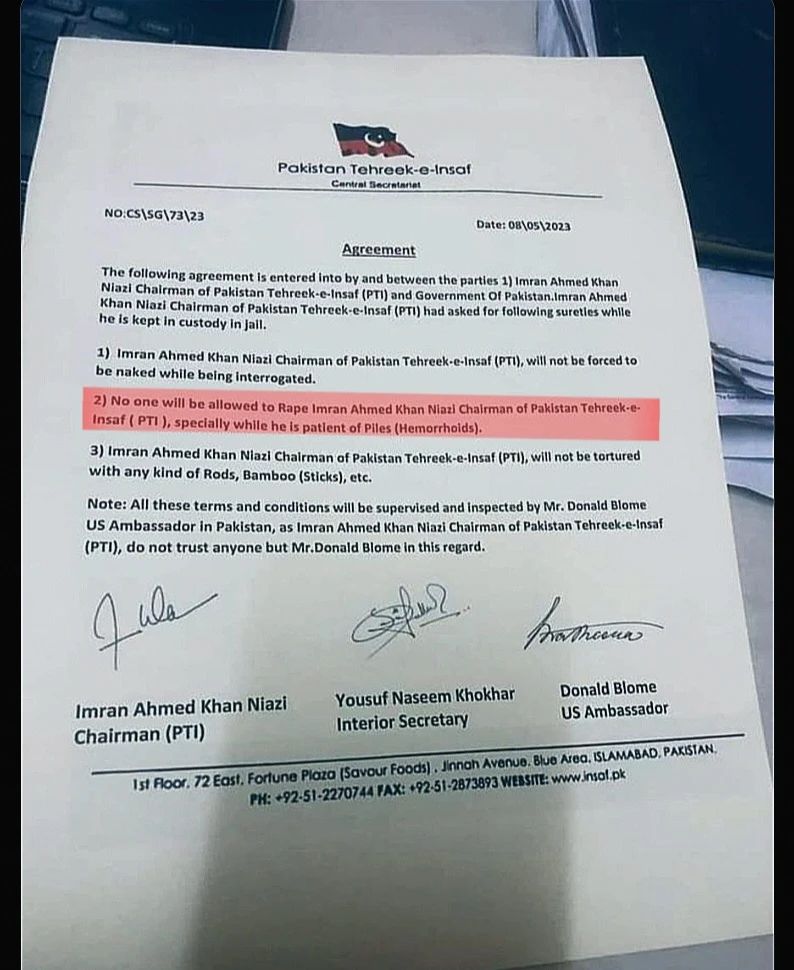 Pakistan Tehreek-e-Insaf
Central Secretariat
NO:CS\SG\73\23
Date: 08\05\2023
Agreement
The following agreement is entered into by and between the parties 1) Imran Ahmed Khan
Niazi Chairman of Pakistan Tehreek-e-Insaf (PTI) and Government Of Pakistan.Imran Ahmed
Khan Niazi Chairman of Pakistan Tehreek-e-Insaf (PTI) had asked for following sureties while
he is kept in custody in jail.
1) Imran Ahmed Khan Niazi Chairman of Pakistan Tehreek-e-Insaf (PTI), will not be forced to
be naked while being interrogated.
2) No one will be allowed to Rape Imran Ahmed Khan Niazi Chairman of Pakistan Tehreek-e-
Insaf ( PTI ), specially while he is patient of Piles (Hemorrhoids).
3) Imran Ahmed Khan Niazi Chairman of Pakistan Tehreek-e-Insaf (PTI), will not be tortured
with any kind of Rods, Bamboo (Sticks), etc.
Note: All these terms and conditions will be supervised and inspected by Mr. Donald Blome
US Ambassador in Pakistan, as Imran Ahmed Khan Niazi Chairman of Pakistan Tehreek-e-Insaf
(PTI), do not trust anyone but Mr.Donald Blome in this regard.
Imran Ahmed Khan Niazi
Chairman (PTI)
Yousuf Naseem Khokhar
Interior Secretary
Donald Blome
US Ambassador
1st Floor, 72 East, Fortune Plaza (Savour Foods) , Jinnah Avenue, Blue Area, ISLAMABAD, PAKISTAN.
PH: +92-51-2270744 FAX: +92-51-2873893 WEBSITE: www.insaf.pk